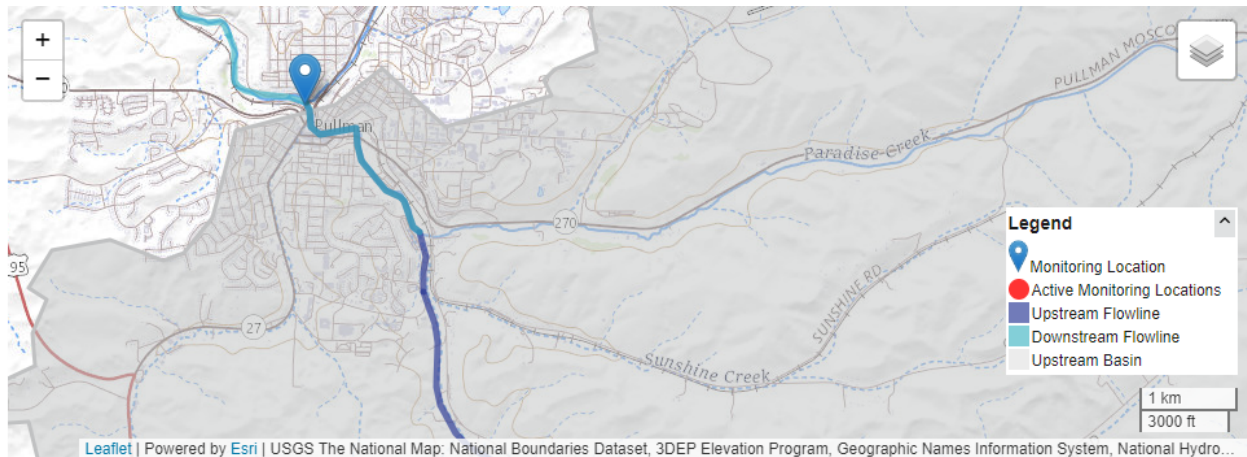 +
−
PULLMAN MOSCO
Pullman
Paradise Creek
270
95
27
SUNSHINE RD
Sunshine Creek
Legend
Monitoring Location
Active Monitoring Locations
Upstream Flowline
Downstream Flowline
Upstream Basin
1 km
3000 ft
Leaflet | Powered by Esri | USGS The National Map: National Boundaries Dataset, 3DEP Elevation Program, Geographic Names Information System, National Hydro…